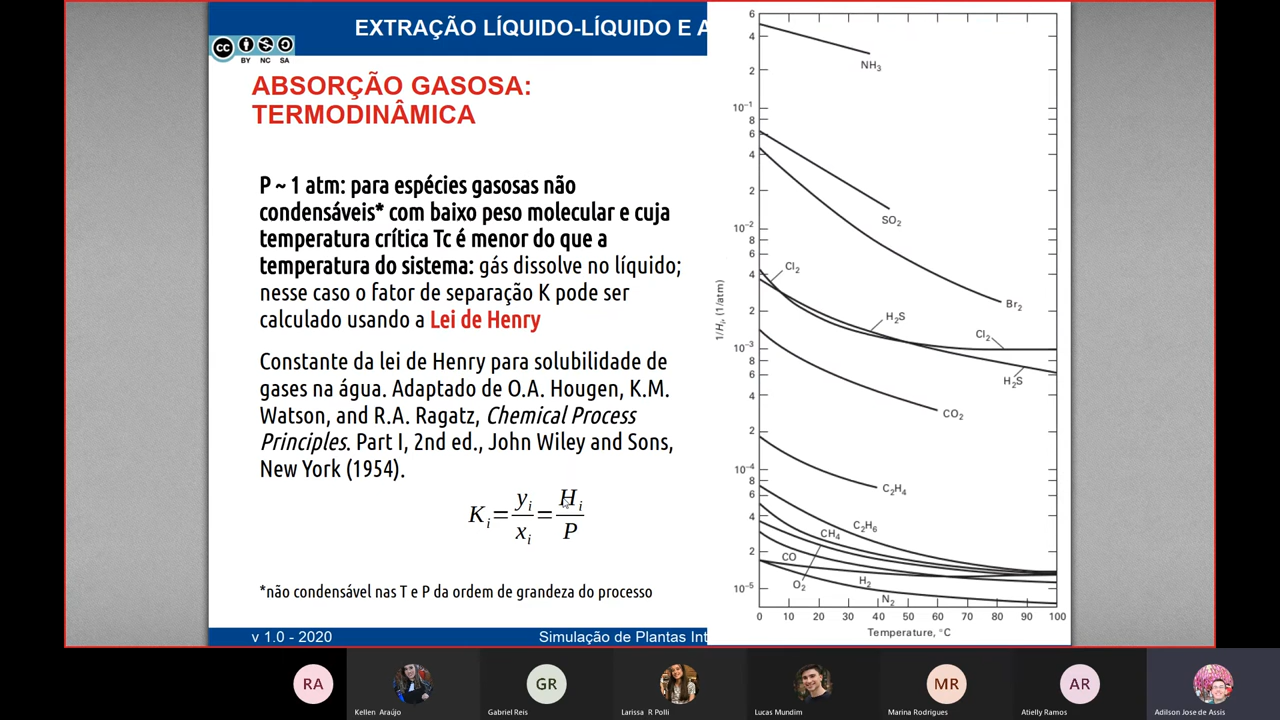 EXTRAÇÃO LÍQUIDO-LÍQUIDO E A
cc
BY NC SA
ABSORÇÃO GASOSA:
TERMODINÂMICA
P ~ 1 atm: para espécies gasosas não
condensáveis* com baixo peso molecular e cuja
temperatura crítica Tc é menor do que a
temperatura do sistema: gás dissolve no líquido;
nesse caso o fator de separação K pode ser
calculado usando a Lei de Henry
Constante da lei de Henry para solubilidade de
gases na água. Adaptado de O.A. Hougen, K.M.
Watson, and R.A. Ragatz, Chemical Process
Principles. Part I, 2nd ed., John Wiley and Sons,
New York (1954).
K_i = y_i / x_i = H_i / P
*não condensável nas T e P da ordem de grandeza do processo
v 1.0 - 2020
Simulação de Plantas Int
6
4
2
10⁻¹
8
6
4
2
10⁻²
8
6
4
2
10⁻³
8
6
4
2
10⁻⁴
8
6
4
2
10⁻⁵
1/Hᵢ, (1/atm)
NH₃
SO₂
Br₂
Cl₂
H₂S
Cl₂
H₂S
CO₂
C₂H₄
C₂H₆
CH₄
CO
O₂
H₂
N₂
0 10 20 30 40 50 60 70 80 90 100
Temperature, °C
RA
Kellen Araújo
GR
Gabriel Reis
Larissa R Polli
Lucas Mundim
MR
Marina Rodrigues
AR
Atielly Ramos
Adilson Jose de Assis